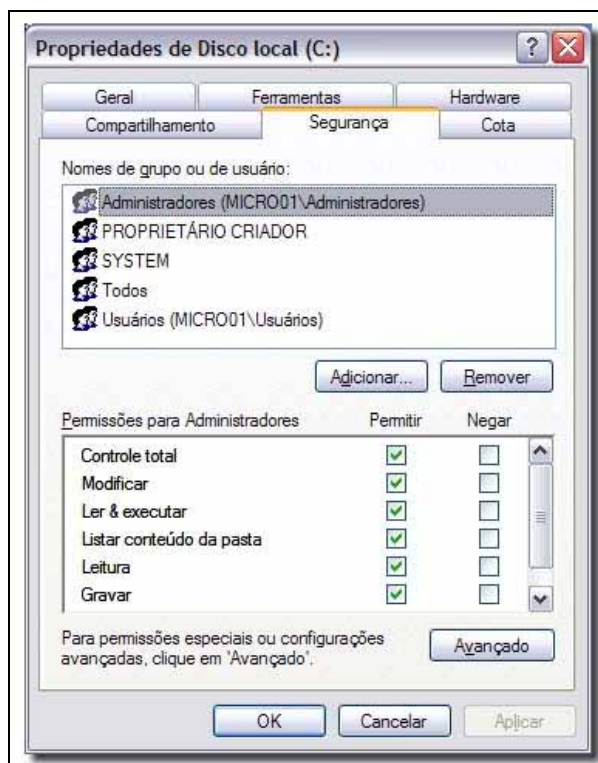 Propriedades de Disco local (C:)
Geral Ferramentas Hardware
Compartilhamento Segurança Cota
Nomes de grupo ou de usuário:
Administradores (MICRO01\Administradores)
PROPRIETÁRIO CRIADOR
SYSTEM
Todos
Usuários (MICRO01\Usuários)
Adicionar... Remover
Permissões para Administradores Permitir Negar
Controle total
Modificar
Ler & executar
Listar conteúdo da pasta
Leitura
Gravar
Para permissões especiais ou configurações
avançadas, clique em 'Avançado'.
Avançado
OK Cancelar Aplicar